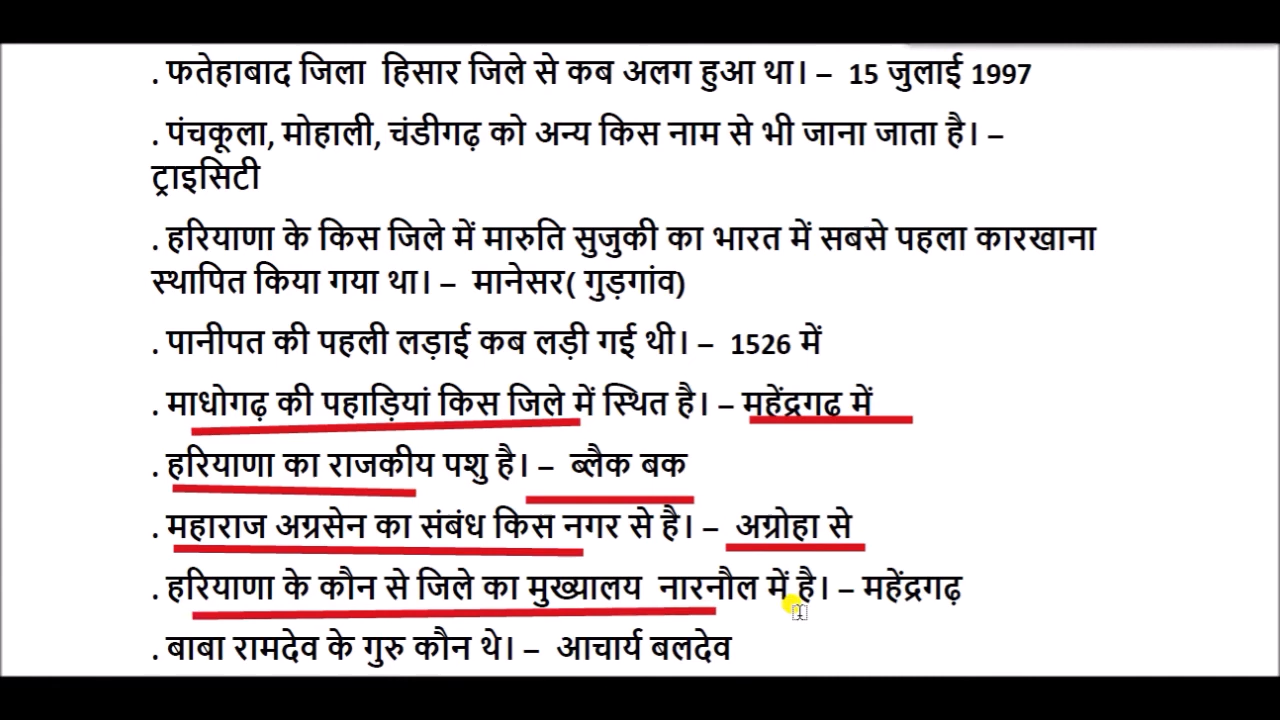 . फतेहाबाद जिला  हिसार जिले से कब अलग हुआ था। –  15 जुलाई 1997
. पंचकूला, मोहाली, चंडीगढ़ को अन्य किस नाम से भी जाना जाता है। –
ट्राइसिटी
. हरियाणा के किस जिले में मारुति सुजुकी का भारत में सबसे पहला कारखाना
स्थापित किया गया था। –  मानेसर( गुड़गांव)
. पानीपत की पहली लड़ाई कब लड़ी गई थी। –  1526 में
. माधोगढ़ की पहाड़ियां किस जिले में स्थित है। – महेंद्रगढ में
. हरियाणा का राजकीय पशु है। –  ब्लैक बक
. महाराज अग्रसेन का संबंध किस नगर से है। –  अग्रोहा से
. हरियाणा के कौन से जिले का मुख्यालय  नारनौल में है। – महेंद्रगढ़
. बाबा रामदेव के गुरु कौन थे। –  आचार्य बलदेव